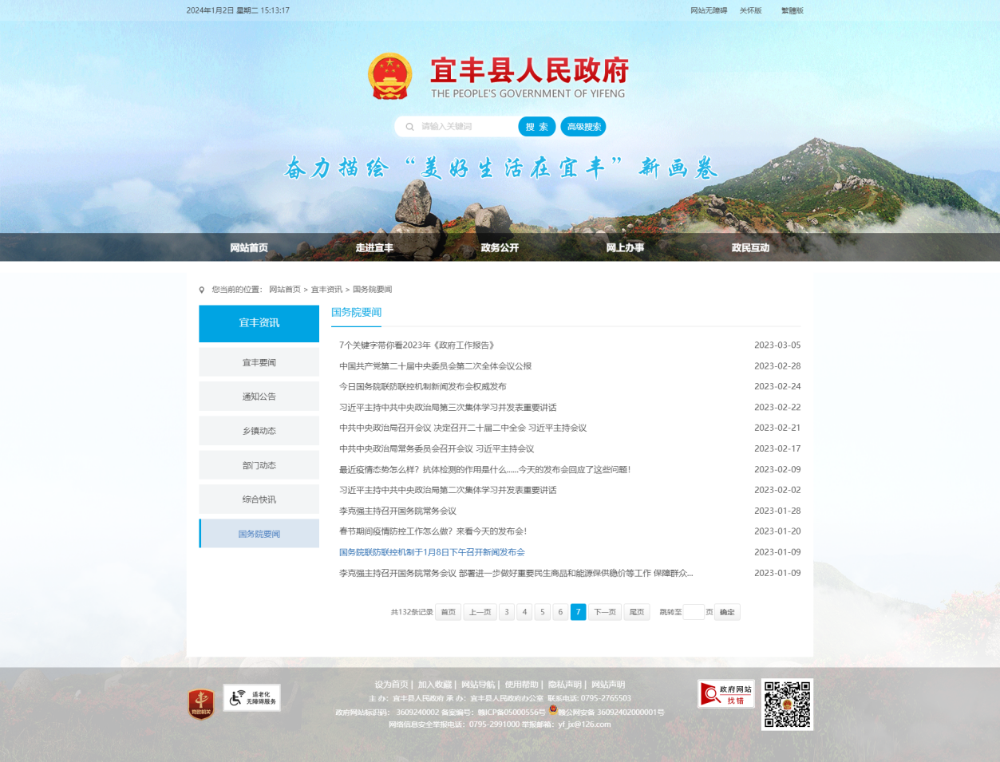 2024年1月2日 星期二 15:13:17
网站无障碍 关怀版 繁體版
宜丰县人民政府
THE PEOPLE'S GOVERNMENT OF YIFENG
请输入关键词 搜 索 高级搜索
奋力描绘“美好生活在宜丰”新画卷
网站首页 走进宜丰 政务公开 网上办事 政民互动
您当前的位置： 网站首页 > 宜丰资讯 > 国务院要闻
宜丰资讯
宜丰要闻
通知公告
乡镇动态
部门动态
综合快讯
国务院要闻
国务院要闻
7个关键字带你看2023年《政府工作报告》 2023-03-05
中国共产党第二十届中央委员会第二次全体会议公报 2023-02-28
今日国务院联防联控机制新闻发布会权威发布 2023-02-24
习近平主持中共中央政治局第三次集体学习并发表重要讲话 2023-02-22
中共中央政治局召开会议 决定召开二十届二中全会 习近平主持会议 2023-02-21
中共中央政治局常务委员会召开会议 习近平主持会议 2023-02-17
最近疫情态势怎么样？抗体检测的作用是什么......今天的发布会回应了这些问题！ 2023-02-09
习近平主持中共中央政治局第二次集体学习并发表重要讲话 2023-02-02
李克强主持召开国务院常务会议 2023-01-28
春节期间疫情防控工作怎么做？来看今天的发布会！ 2023-01-20
国务院联防联控机制于1月8日下午召开新闻发布会 2023-01-09
李克强主持召开国务院常务会议 部署进一步做好重要民生商品和能源保供稳价等工作 保障群众... 2023-01-09
共132条记录 首页 上一页 3 4 5 6 7 下一页 尾页 跳转至 页 确定
设为首页 | 加入收藏 | 网站导航 | 使用帮助 | 隐私声明 | 网站声明
主 办：宜丰县人民政府 承 办：宜丰县人民政府办公室 联系电话: 0795-2765503
政府网站标识码： 3609240002 备案编号：赣ICP备05000556号 赣公网安备 36092402000001号
网络信息安全举报电话：0795-2991000 举报邮箱：yf_jx@126.com
党政机关
适老化
无障碍服务
政府网站
找错